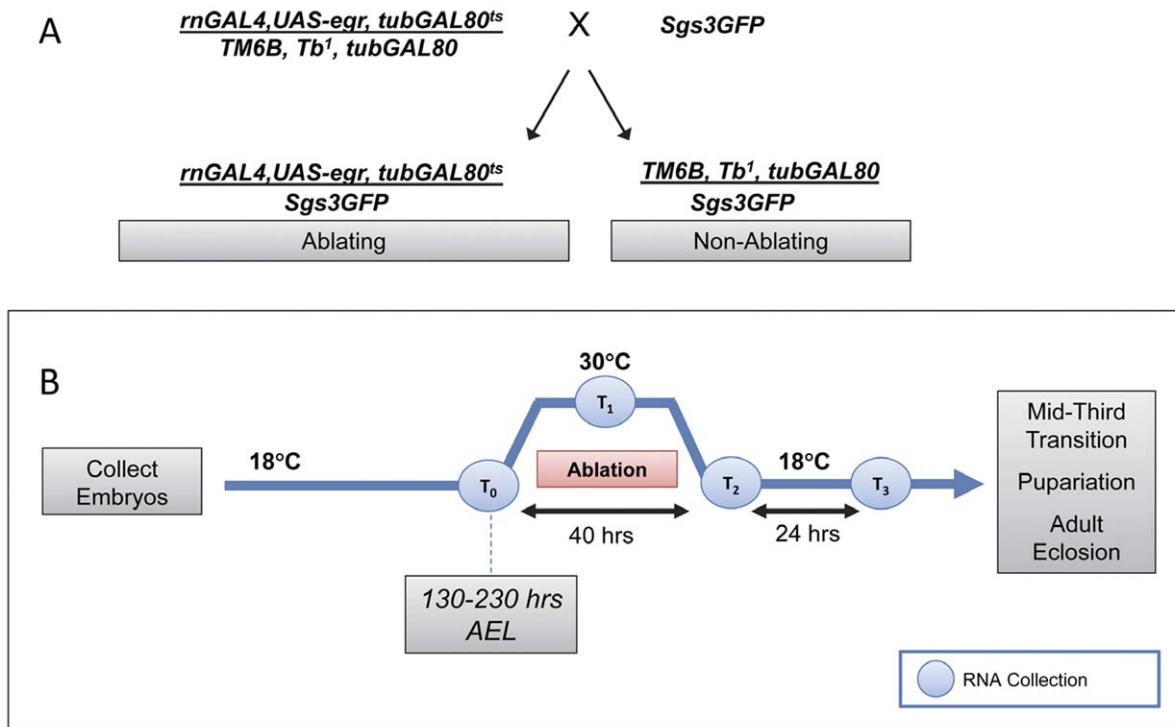 A
rnGAL4,UAS-egr, tubGAL80ts X Sgs3GFP
TM6B, Tb1, tubGAL80
rnGAL4,UAS-egr, tubGAL80ts
Sgs3GFP
TM6B, Tb1, tubGAL80
Sgs3GFP
Ablating
Non-Ablating
B
30°C
T1
Collect
Embryos
18°C
T0
Ablation
T2
18°C
T3
40 hrs
24 hrs
130-230 hrs
AEL
Mid-Third
Transition
Pupariation
Adult
Eclosion
RNA Collection